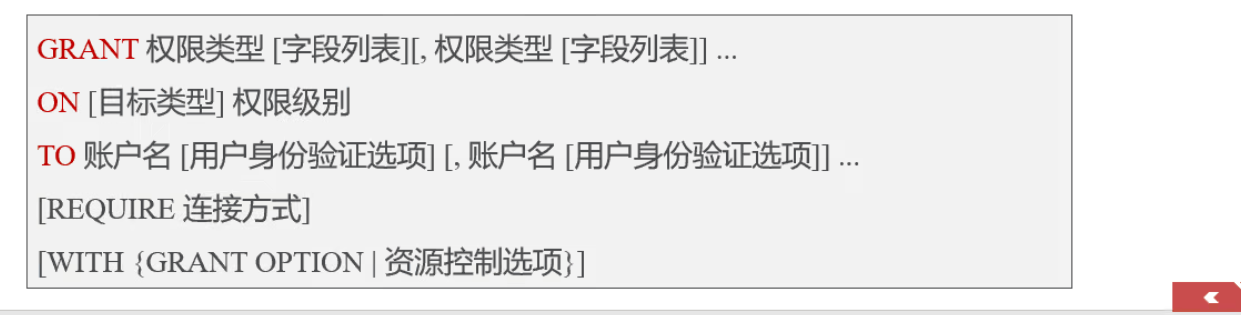 GRANT 权限类型 [字段列表][, 权限类型 [字段列表]] ...
ON [目标类型] 权限级别
TO 账户名 [用户身份验证选项] [, 账户名 [用户身份验证选项]] ...
[REQUIRE 连接方式]
[WITH {GRANT OPTION | 资源控制选项}]